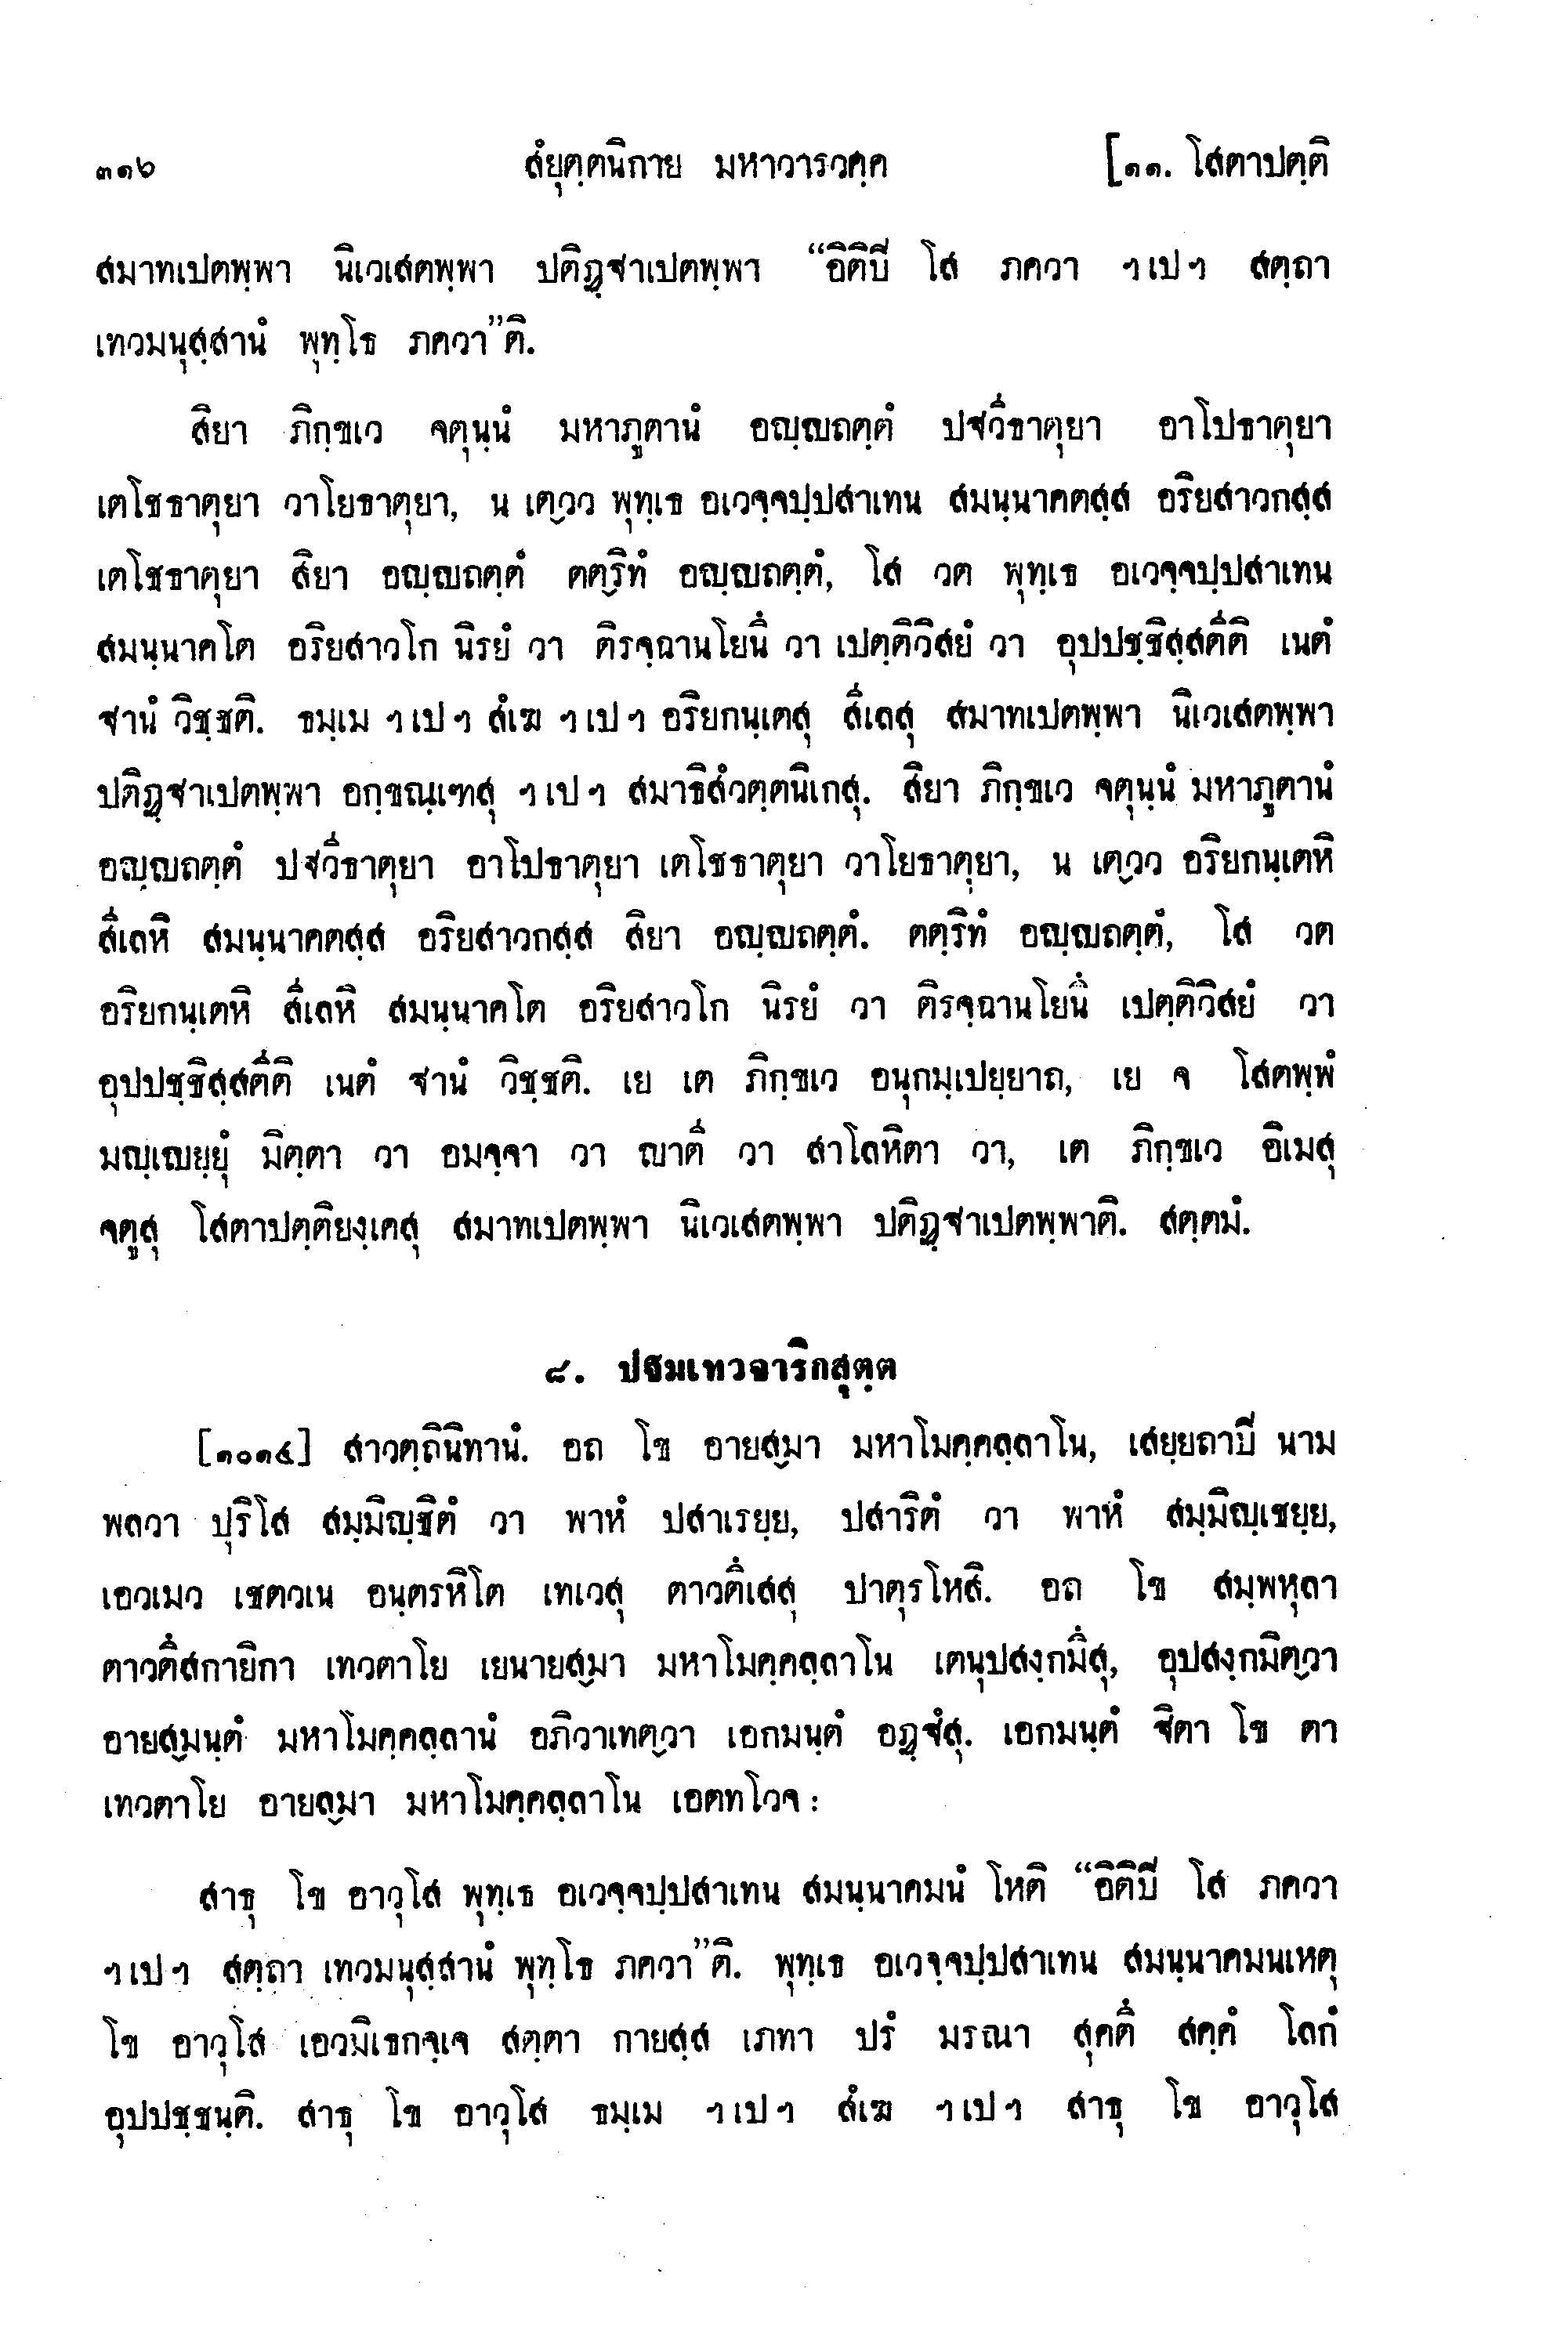 ๓๑๖ สํยุตฺตนิกาย มหาวารวคฺค [๑๑. โสตาปตฺติ
สมาทเปตพฺพา นิเวเสตพฺพา ปติฏฺฐาเปตพฺพา “อิติปี โส ภควา ฯเปฯ สตฺถา
เทวมนุสฺสานํ พุทฺโธ ภควา”ติ.
สิยา ภิกฺขเว จตุนฺนํ มหาภูตานํ อญฺญถตฺตํ ปฐวีธาตุยา อาโปธาตุยา
เตโชธาตุยา วาโยธาตุยา, น เตฺวว พุทฺเธ อเวจฺจปฺปสาเทน สมนฺนาคตสฺส อริยสาวกสฺส
เตโชธาตุยา สิยา อญฺญถตฺตํ ตตฺริทํ อญฺญถตฺตํ, โส วต พุทฺเธ อเวจฺจปฺปสาเทน
สมนฺนาคโต อริยสาวโก นิรยํ วา ติรจฺฉานโยนึ วา เปตฺติวิสยํ วา อุปปชฺชิสฺสตีติ เนตํ
ฐานํ วิชฺชติ. ธมฺเม ฯเปฯ สํเฆ ฯเปฯ อริยกนฺเตสุ สีเลสุ สมาทเปตพฺพา นิเวเสตพฺพา
ปติฏฺฐาเปตพฺพา อกฺขณฺเฑสุ ฯเปฯ สมาธิสํวตฺตนิเกสุ. สิยา ภิกฺขเว จตุนฺนํ มหาภูตานํ
อญฺญถตฺตํ ปฐวีธาตุยา อาโปธาตุยา เตโชธาตุยา วาโยธาตุยา, น เตฺวว อริยกนฺเตหิ
สีเลหิ สมนฺนาคตสฺส อริยสาวกสฺส สิยา อญฺญถตฺตํ. ตตฺริทํ อญฺญถตฺตํ, โส วต
อริยกนฺเตหิ สีเลหิ สมนฺนาคโต อริยสาวโก นิรยํ วา ติรจฺฉานโยนึ เปตฺติวิสยํ วา
อุปปชฺชิสฺสตีติ เนตํ ฐานํ วิชฺชติ. เย เต ภิกฺขเว อนุกมฺเปยฺยาถ, เย จ โสตพฺพํ
มญฺเญยฺยุํ มิตฺตา วา อมจฺจา วา ญาตี วา สาโลหิตา วา, เต ภิกฺขเว อิเมสุ
จตูสุ โสตาปตฺติยงฺเคสุ สมาทเปตพฺพา นิเวเสตพฺพา ปติฏฺฐาเปตพฺพาติ. สตฺตมํ.
๘. ปฐมเทวจาริกสุตฺต
[๑๐๑๔] สาวตฺถินิทานํ. อถ โข อายสฺมา มหาโมคฺคลฺลาโน, เสยฺยถาปี นาม
พลวา ปุริโส สมฺมิญฺชิตํ วา พาหํ ปสาเรยฺย, ปสาริตํ วา พาหํ สมฺมิญฺเชยฺย,
เอวเมว เชตวเน อนฺตรหิโต เทเวสุ ตาวตึเสสุ ปาตุรโหสิ. อถ โข สมฺพหุลา
ตาวตึสกายิกา เทวตาโย เยนายสฺมา มหาโมคฺคลฺลาโน เตนุปสงฺกมึสุ, อุปสงฺกมิตฺวา
อายสฺมนฺตํ มหาโมคฺคลฺลานํ อภิวาเทตฺวา เอกมนฺตํ อฏฺฐํสุ. เอกมนฺตํ ฐิตา โข ตา
เทวตาโย อายสฺมา มหาโมคฺคลฺลาโน เอตทโวจ :
สาธุ โข อาวุโส พุทฺเธ อเวจฺจปฺปสาเทน สมนฺนาคมนํ โหติ “อิติปี โส ภควา
ฯเปฯ สตฺถา เทวมนุสฺสานํ พุทฺโธ ภควา”ติ. พุทฺเธ อเวจฺจปฺปสาเทน สมนฺนาคมนเหตุ
โข อาวุโส เอวมิเธกจฺเจ สตฺตา กายสฺส เภทา ปรํ มรณา สุคตึ สคฺคํ โลกํ
อุปปชฺชนฺติ. สาธุ โข อาวุโส ธมฺเม ฯเปฯ สํเฆ ฯเปฯ สาธุ โข อาวุโส